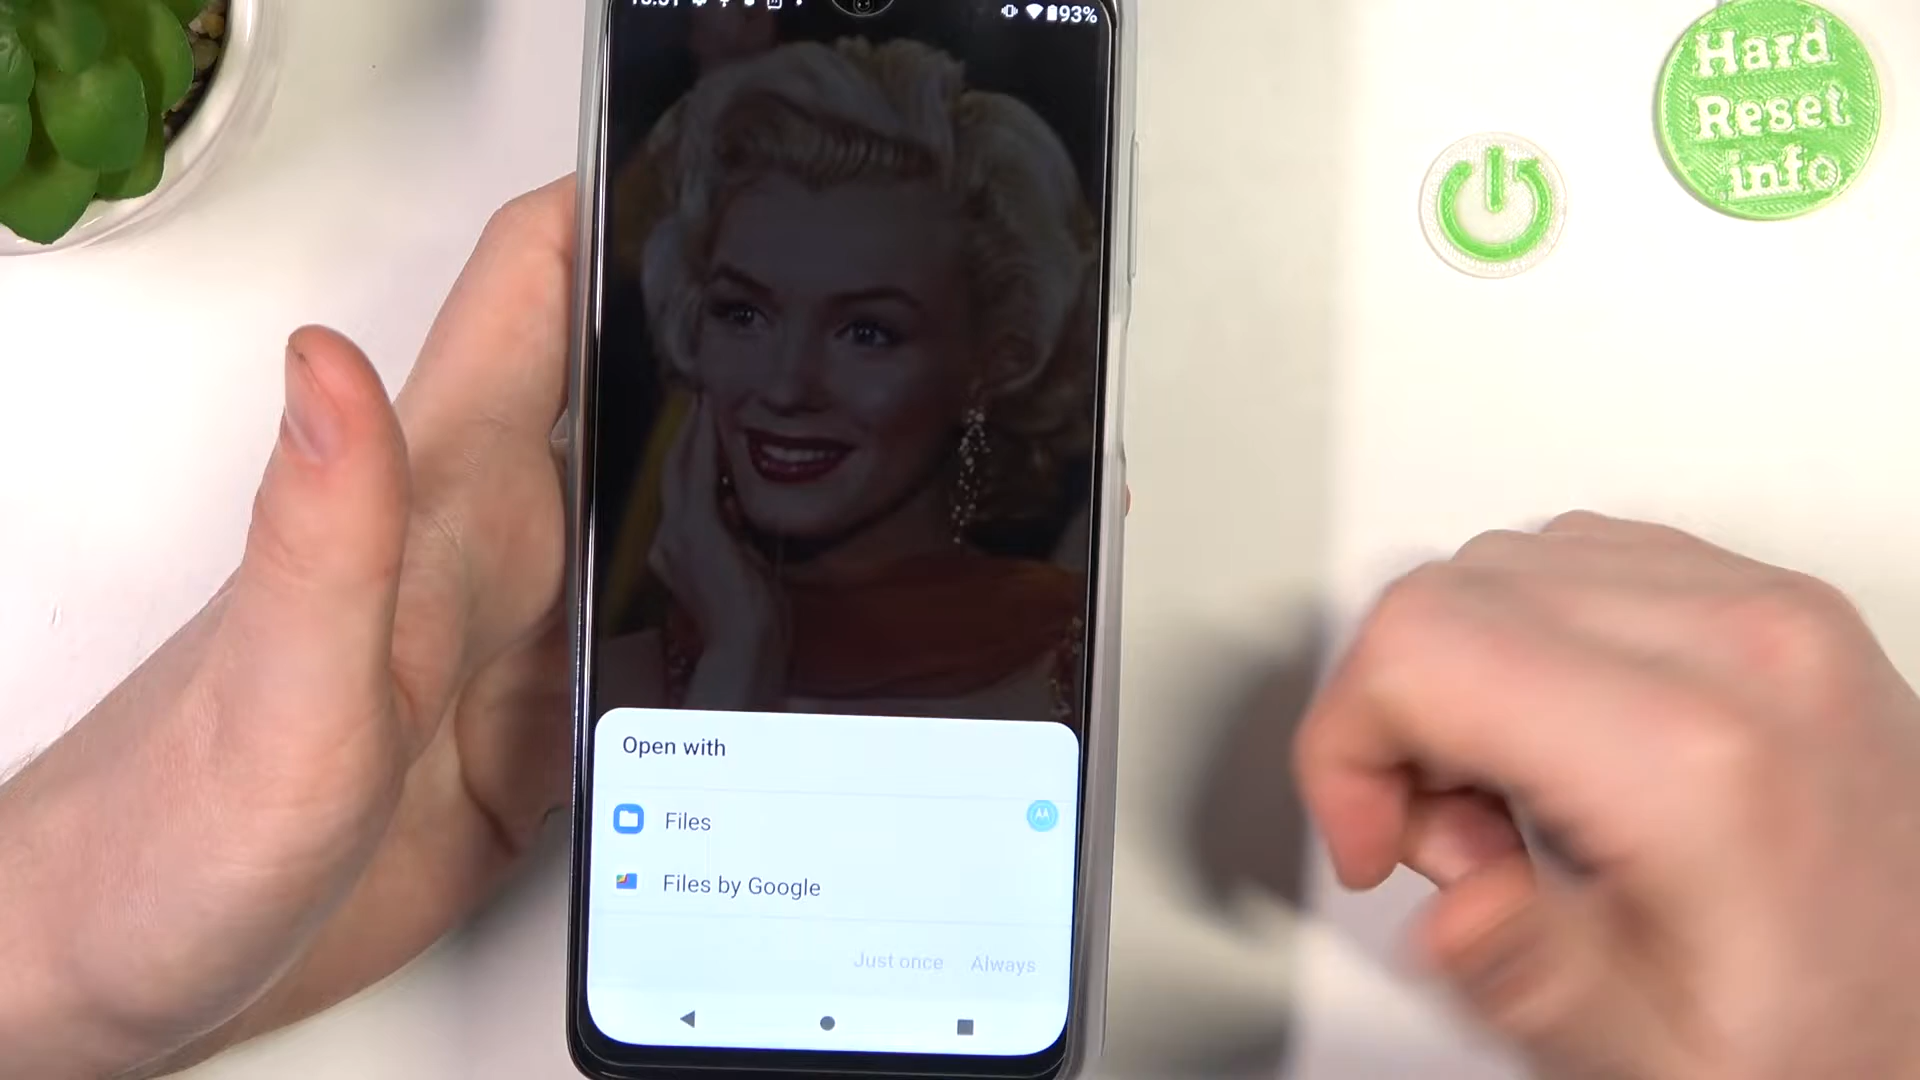 93%
Hard
Reset
info
Open with
Files
Files by Google
Just once
Always